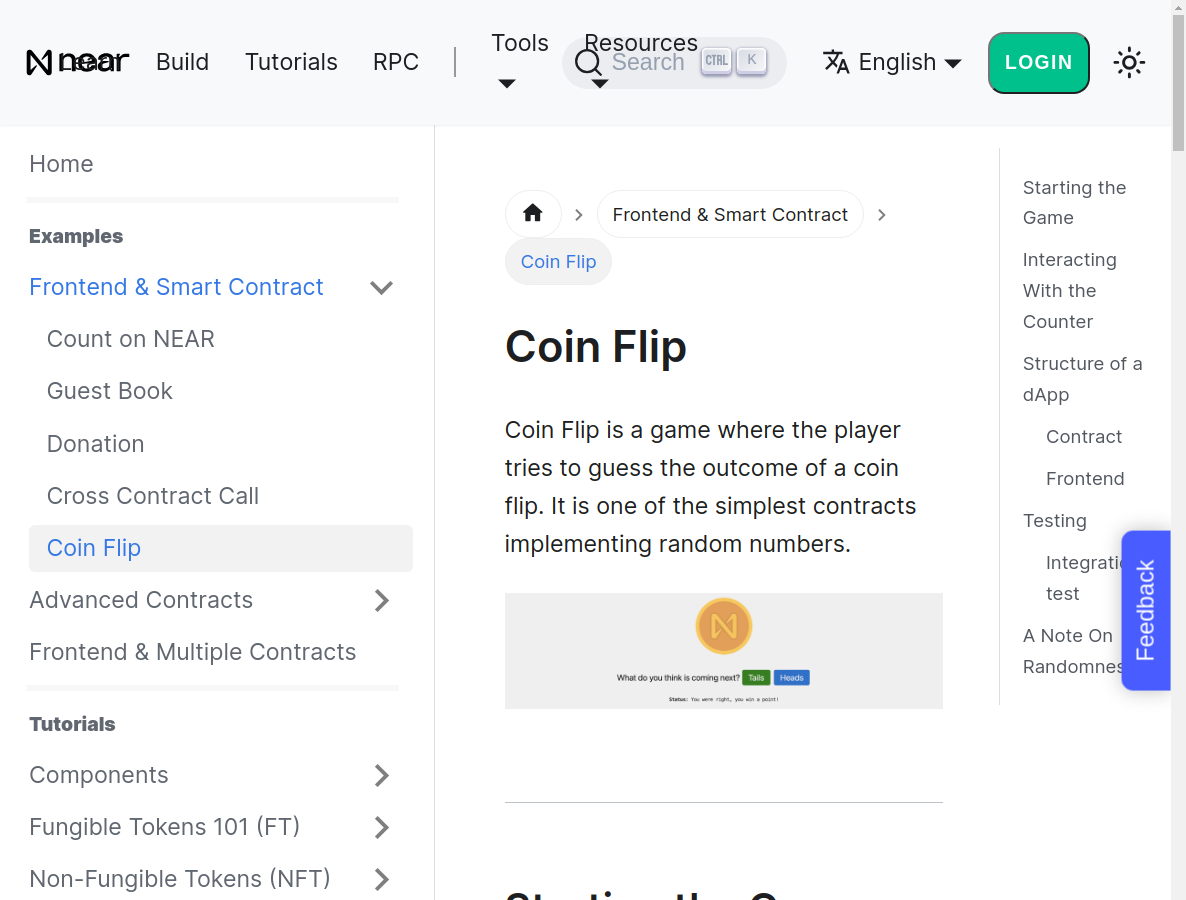 near
Learn
Build
Tutorials
RPC
Tools
Resources
Search
CTRL
K
English
LOGIN
Home
Examples
Frontend & Smart Contract
Count on NEAR
Guest Book
Donation
Cross Contract Call
Coin Flip
Advanced Contracts
Frontend & Multiple Contracts
Tutorials
Components
Fungible Tokens 101 (FT)
Non-Fungible Tokens (NFT)
Frontend & Smart Contract
Coin Flip
Coin Flip
Coin Flip is a game where the player
tries to guess the outcome of a coin
flip. It is one of the simplest contracts
implementing random numbers.
What do you think is coming next? Tails Heads
Status: You were right, you win a point!
Starting the
Game
Interacting
With the
Counter
Structure of a
dApp
Contract
Frontend
Testing
test
A Note On
Feedback